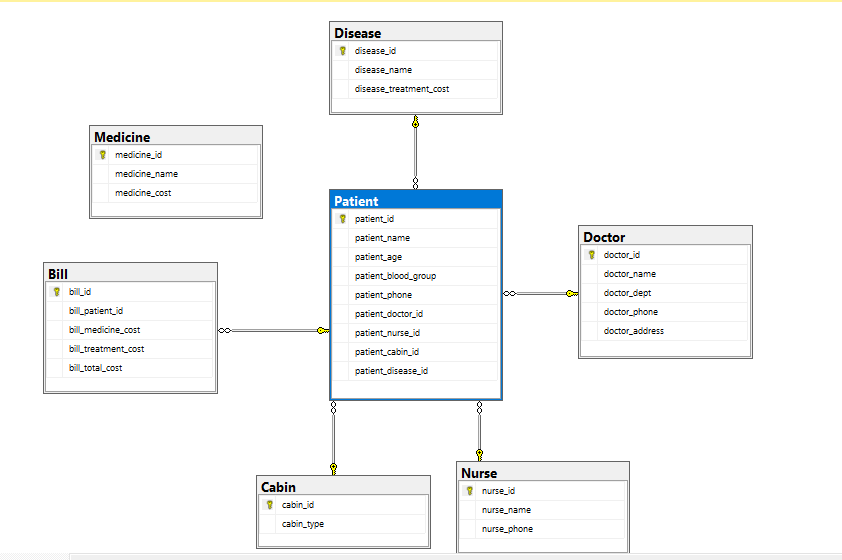 Disease
disease_id
disease_name
disease_treatment_cost
Medicine
medicine_id
medicine_name
medicine_cost
Patient
patient_id
patient_name
patient_age
patient_blood_group
patient_phone
patient_doctor_id
patient_nurse_id
patient_cabin_id
patient_disease_id
Doctor
doctor_id
doctor_name
doctor_dept
doctor_phone
doctor_address
Bill
bill_id
bill_patient_id
bill_medicine_cost
bill_treatment_cost
bill_total_cost
Cabin
cabin_id
cabin_type
Nurse
nurse_id
nurse_name
nurse_phone